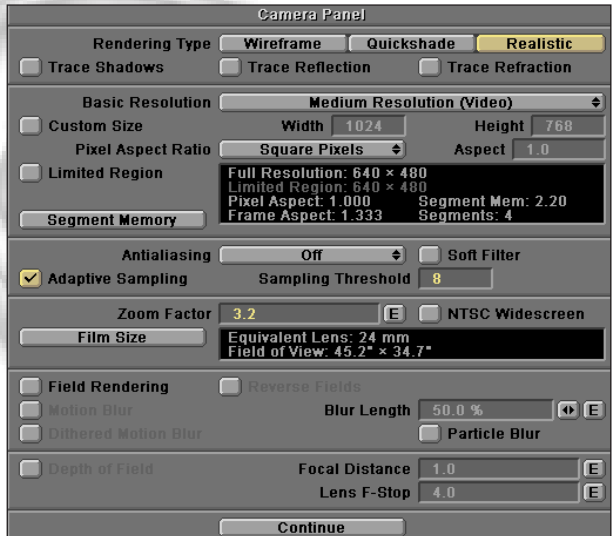 Camera Panel
Rendering Type Wireframe Quickshade Realistic
Trace Shadows Trace Reflection Trace Refraction
Basic Resolution Medium Resolution (Video)
Custom Size Width 1024 Height 768
Pixel Aspect Ratio Square Pixels Aspect 1.0
Limited Region
Full Resolution: 640 × 480
Limited Region: 640 × 480
Pixel Aspect: 1.000 Segment Mem: 2.20
Frame Aspect: 1.333 Segments: 4
Segment Memory
Antialiasing Off Soft Filter
Adaptive Sampling Sampling Threshold 8
Zoom Factor 3.2 E NTSC Widescreen
Film Size
Equivalent Lens: 24 mm
Field of View: 45.2° × 34.7°
Field Rendering Reverse Fields
Motion Blur Blur Length 50.0 % E
Dithered Motion Blur Particle Blur
Depth of Field Focal Distance 1.0 E
Lens F-Stop 4.0 E
Continue